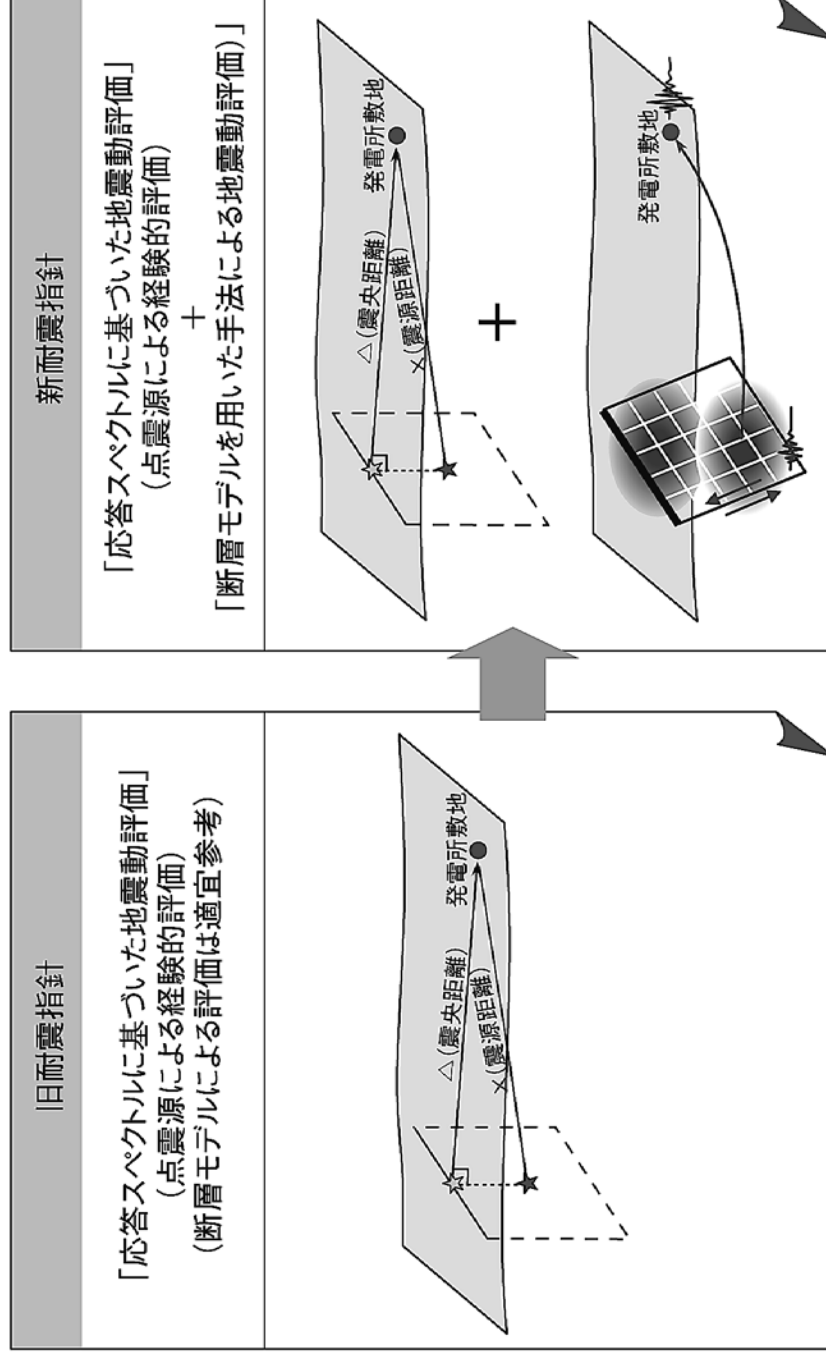 旧耐震指針
「応答スペクトルに基づいた地震動評価」
(点震源による経験的評価)
(断層モデルによる評価は適宜参考)
△(震央距離)
X(震源距離)
発電所敷地
新耐震指針
「応答スペクトルに基づいた地震動評価」
(点震源による経験的評価)
+
「断層モデルを用いた手法による地震動評価」
△(震央距離)
X(震源距離)
発電所敷地
+
発電所敷地